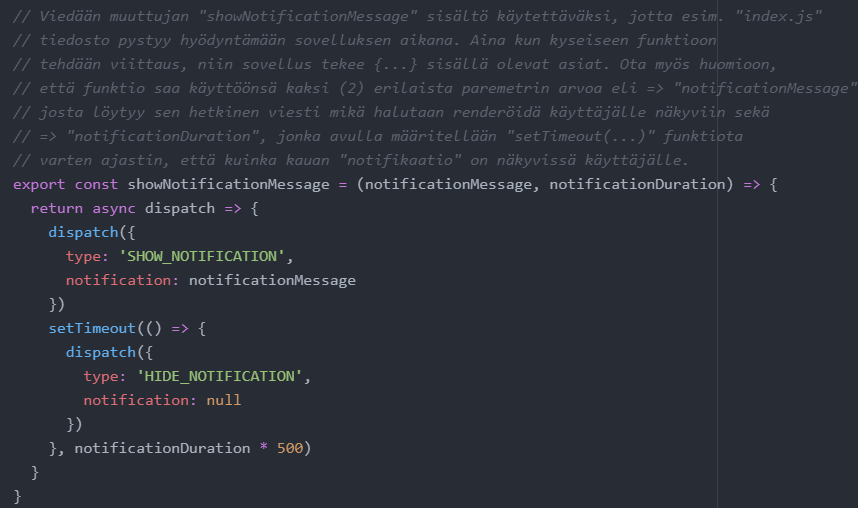 // Viedään muuttujan "showNotificationMessage" sisältö käytettäväksi, jotta esim. "index.js"
// tiedosto pystyy hyödyntämään sovelluksen aikana. Aina kun kyseiseen funktioon
// tehdään viittaus, niin sovellus tekee {...} sisällä olevat asiat. Ota myös huomioon,
// että funktio saa käyttöönsä kaksi (2) erilaista paremetrin arvoa eli => "notificationMessage"
// josta löytyy sen hetkinen viesti mikä halutaan renderöidä käyttäjälle näkyviin sekä
// => "notificationDuration", jonka avulla määritellään "setTimeout(...)" funktiota
// varten ajastin, että kuinka kauan "notifikaatio" on näkyvissä käyttäjälle.
export const showNotificationMessage = (notificationMessage, notificationDuration) => {
  return async dispatch => {
    dispatch({
      type: 'SHOW_NOTIFICATION',
      notification: notificationMessage
    })
    setTimeout(() => {
      dispatch({
        type: 'HIDE_NOTIFICATION',
        notification: null
      })
    }, notificationDuration * 500)
  }
}